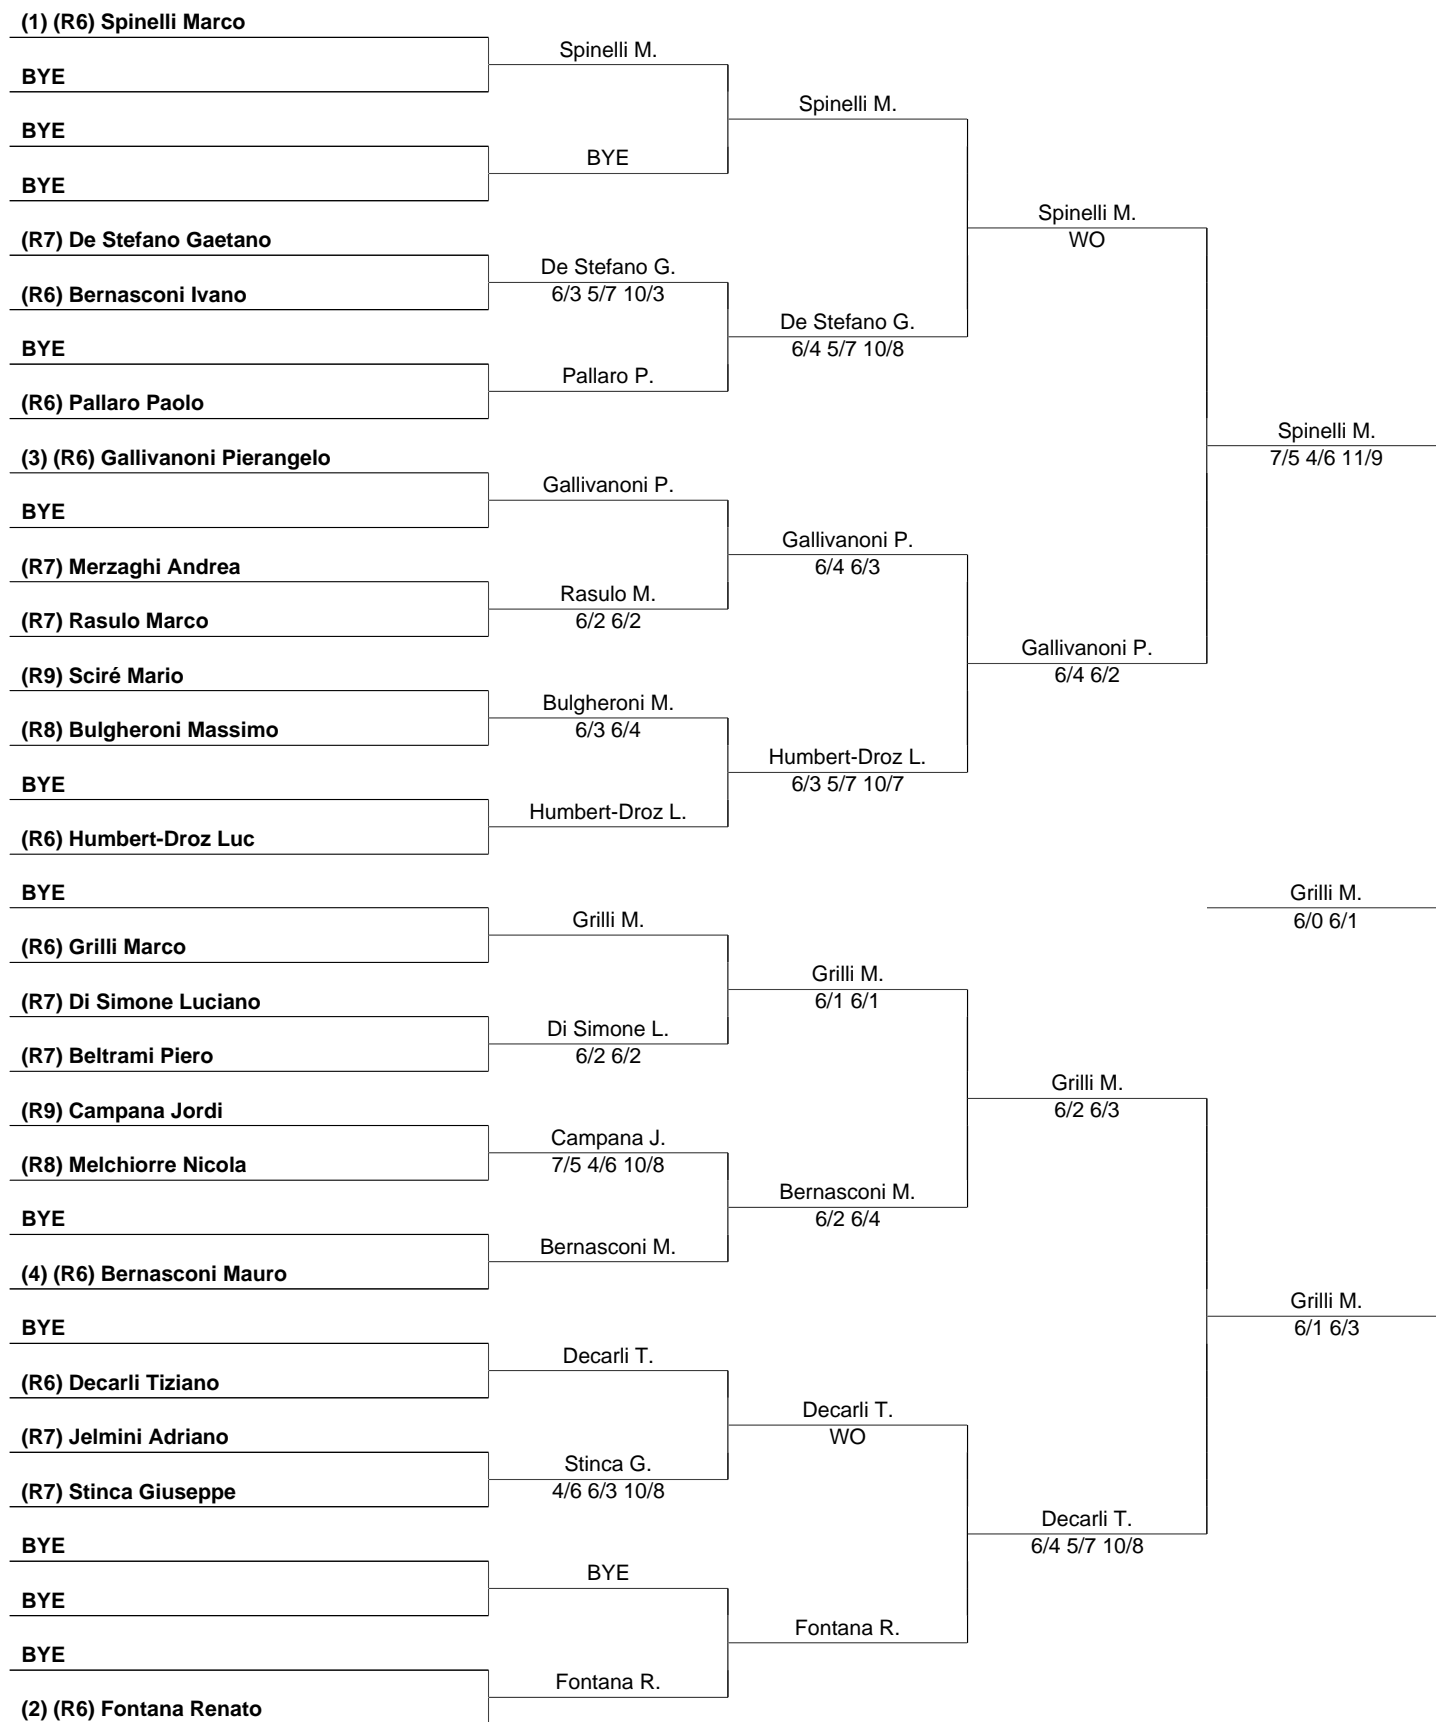 (1) (R6) Spinelli Marco
BYE
BYE
BYE
(R7) De Stefano Gaetano
(R6) Bernasconi Ivano
BYE
(R6) Pallaro Paolo
(3) (R6) Gallivanoni Pierangelo
BYE
(R7) Merzaghi Andrea
(R7) Rasulo Marco
(R9) Sciré Mario
(R8) Bulgheroni Massimo
BYE
(R6) Humbert-Droz Luc
BYE
(R6) Grilli Marco
(R7) Di Simone Luciano
(R7) Beltrami Piero
(R9) Campana Jordi
(R8) Melchiorre Nicola
BYE
(4) (R6) Bernasconi Mauro
BYE
(R6) Decarli Tiziano
(R7) Jelmini Adriano
(R7) Stinca Giuseppe
BYE
BYE
BYE
(2) (R6) Fontana Renato
Spinelli M.
BYE
De Stefano G.
6/3 5/7 10/3
Pallaro P.
Gallivanoni P.
Rasulo M.
6/2 6/2
Bulgheroni M.
6/3 6/4
Humbert-Droz L.
Grilli M.
Di Simone L.
6/2 6/2
Campana J.
7/5 4/6 10/8
Bernasconi M.
Decarli T.
Stinca G.
4/6 6/3 10/8
BYE
Fontana R.
Spinelli M.
De Stefano G.
6/4 5/7 10/8
Gallivanoni P.
6/4 6/3
Humbert-Droz L.
6/3 5/7 10/7
Grilli M.
6/1 6/1
Bernasconi M.
6/2 6/4
Decarli T.
WO
Fontana R.
Spinelli M.
WO
Gallivanoni P.
6/4 6/2
Grilli M.
6/2 6/3
Decarli T.
6/4 5/7 10/8
Spinelli M.
7/5 4/6 11/9
Grilli M.
6/0 6/1
Grilli M.
6/1 6/3